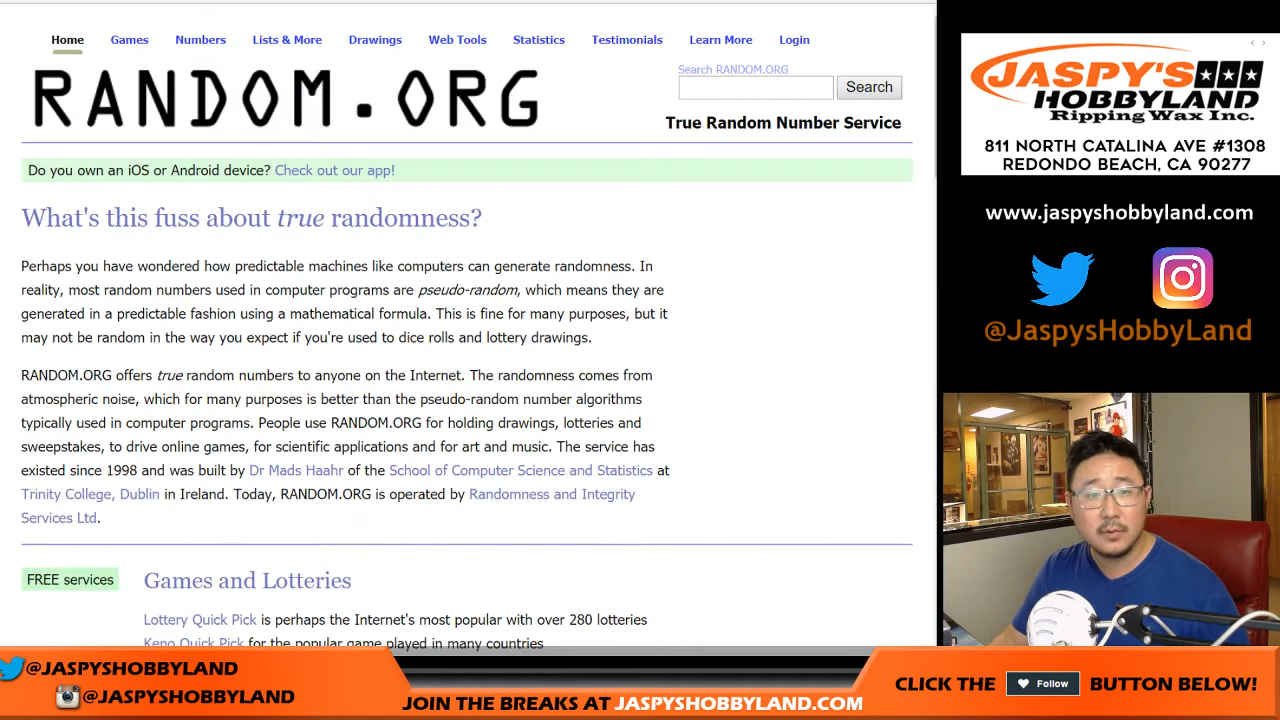 Home Games Numbers Lists & More Drawings Web Tools Statistics Testimonials Learn More Login
RANDOM.ORG
Search RANDOM.ORG
Search
True Random Number Service
Do you own an iOS or Android device? Check out our app!
What's this fuss about true randomness?
Perhaps you have wondered how predictable machines like computers can generate randomness. In
reality, most random numbers used in computer programs are pseudo-random, which means they are
generated in a predictable fashion using a mathematical formula. This is fine for many purposes, but it
may not be random in the way you expect if you're used to dice rolls and lottery drawings.
RANDOM.ORG offers true random numbers to anyone on the Internet. The randomness comes from
atmospheric noise, which for many purposes is better than the pseudo-random number algorithms
typically used in computer programs. People use RANDOM.ORG for holding drawings, lotteries and
sweepstakes, to drive online games, for scientific applications and for art and music. The service has
existed since 1998 and was built by Dr Mads Haahr of the School of Computer Science and Statistics at
Trinity College, Dublin in Ireland. Today, RANDOM.ORG is operated by Randomness and Integrity
Services Ltd.
FREE services
Games and Lotteries
Lottery Quick Pick is perhaps the Internet's most popular with over 280 lotteries
Keno Quick Pick for the popular game played in many countries
JASPY'S
HOBBYLAND
Ripping Wax Inc.
811 NORTH CATALINA AVE #1308
REDONDO BEACH, CA 90277
www.jaspyshobbyland.com
@JaspysHobbyLand
@JASPYSHOBBYLAND
@JASPYSHOBBYLAND
JOIN THE BREAKS AT JASPYSHOBBYLAND.COM
CLICK THE Follow BUTTON BELOW!